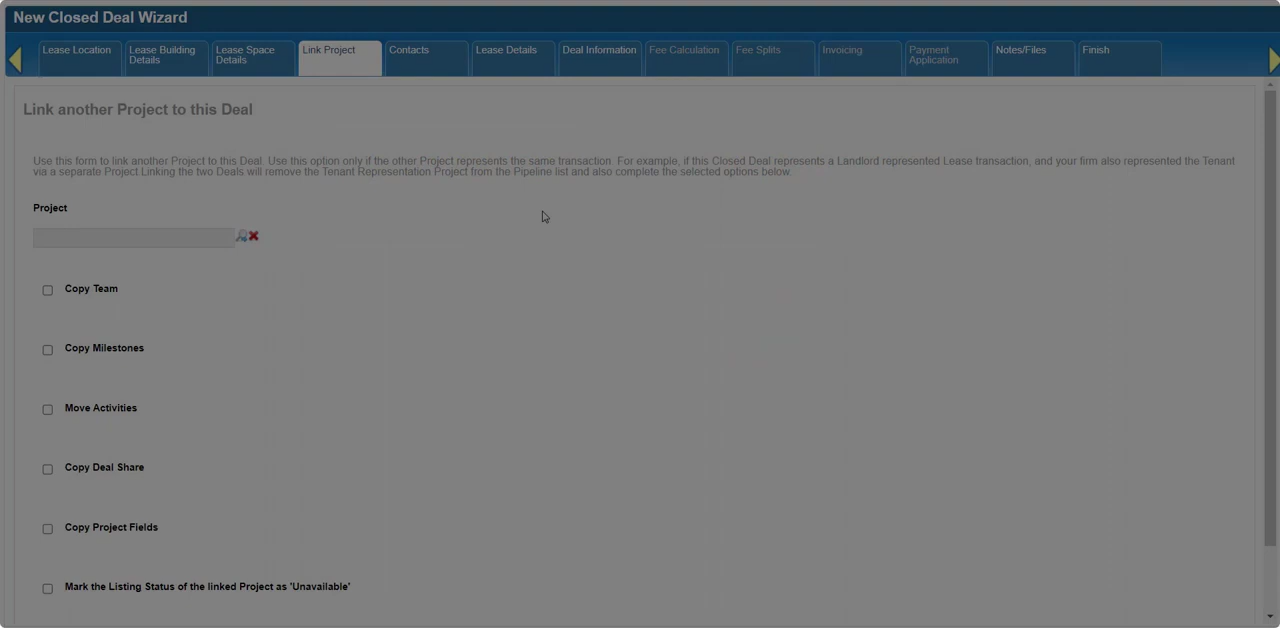 New Closed Deal Wizard
Lease Location
Lease Building
Details
Lease Space
Details
Link Project
Contacts
Lease Details
Deal Information
Fee Calculation
Fee Splits
Invoicing
Payment
Application
Notes/Files
Finish
Link another Project to this Deal
Use this form to link another Project to this Deal. Use this option only if the other Project represents the same transaction. For example, if this Closed Deal represents a Landlord represented Lease transaction, and your firm also represented the Tenant
via a separate Project Linking the two Deals will remove the Tenant Representation Project from the Pipeline list and also complete the selected options below.
Project
Copy Team
Copy Milestones
Move Activities
Copy Deal Share
Copy Project Fields
Mark the Listing Status of the linked Project as 'Unavailable'